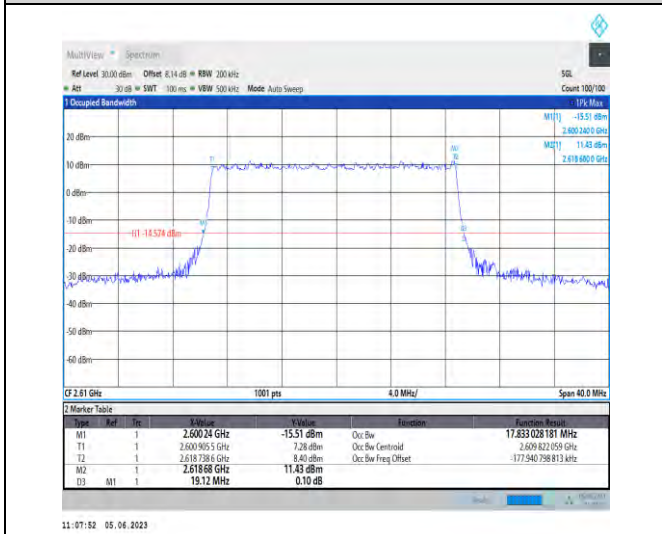 MultiView Spectrum
Ref Level 30.00 dBm Offset 8.14 dB RBW 200 kHz SGL
Att 30 dB SWT 100 ms VBW 500 kHz Mode Auto Sweep Count 100/100
1 Occupied Bandwidth 1Pk Max
M1[1] -15.51 dBm
2.600 240 0 GHz
M2[1] 11.43 dBm
2.618 680 0 GHz
20 dBm
10 dBm
0 dBm
-10 dBm
H1 -14.574 dBm
-20 dBm
-30 dBm
-40 dBm
-50 dBm
-60 dBm
T1
M2
T2
M1
D3
CF 2.61 GHz 1001 pts 4.0 MHz/ Span 40.0 MHz
2 Marker Table
Type Ref Trc X-Value Y-Value Function Function Result
M1 1 2.600 24 GHz -15.51 dBm Occ Bw 17.833 028 181 MHz
T1 1 2.600 905 5 GHz 7.28 dBm Occ Bw Centroid 2.609 822 059 GHz
T2 1 2.618 738 6 GHz 8.40 dBm Occ Bw Freq Offset -177.940 798 813 kHz
M2 1 2.618 68 GHz 11.43 dBm
D3 M1 1 19.12 MHz 0.10 dB
11:07:52 05.06.2023